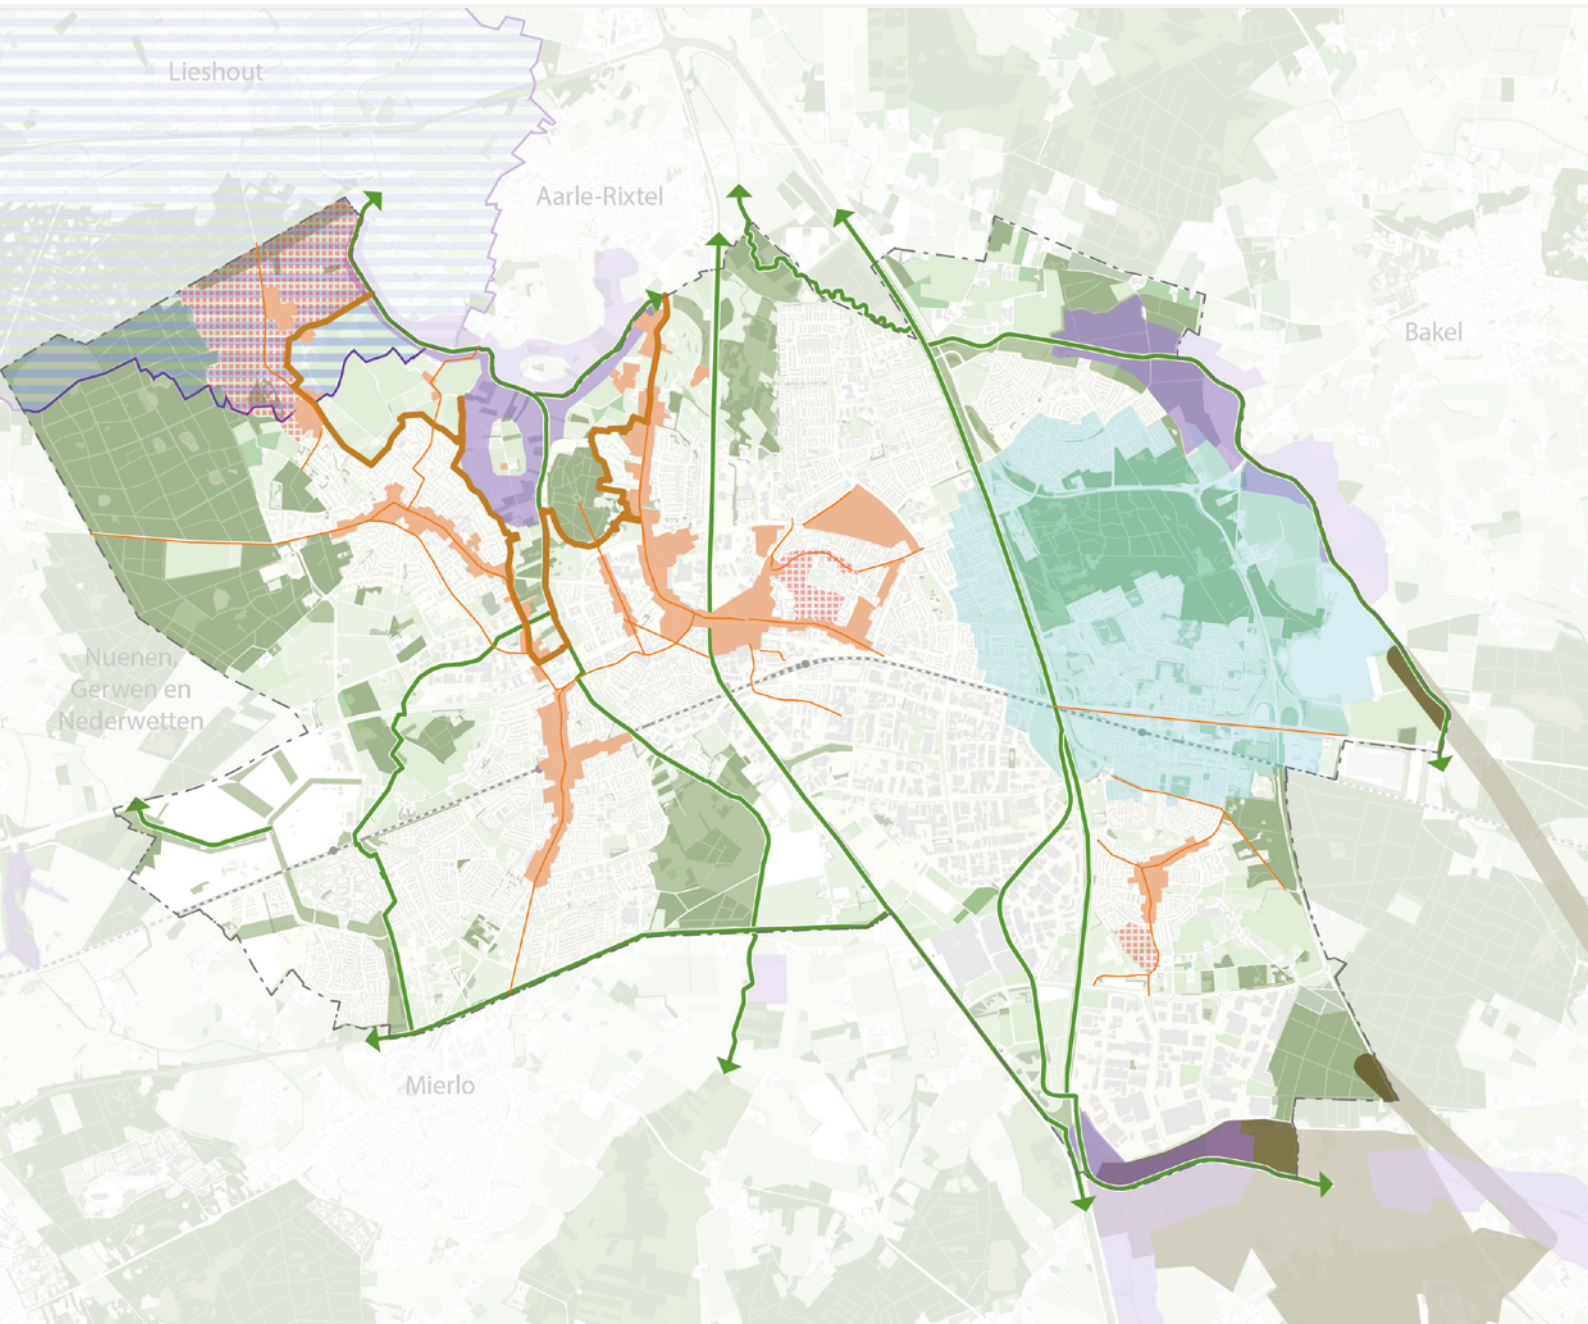 Lieshout
Aarle-Rixtel
Bakel
Nuenen,
Gerwen en
Nederwetten
Mierlo